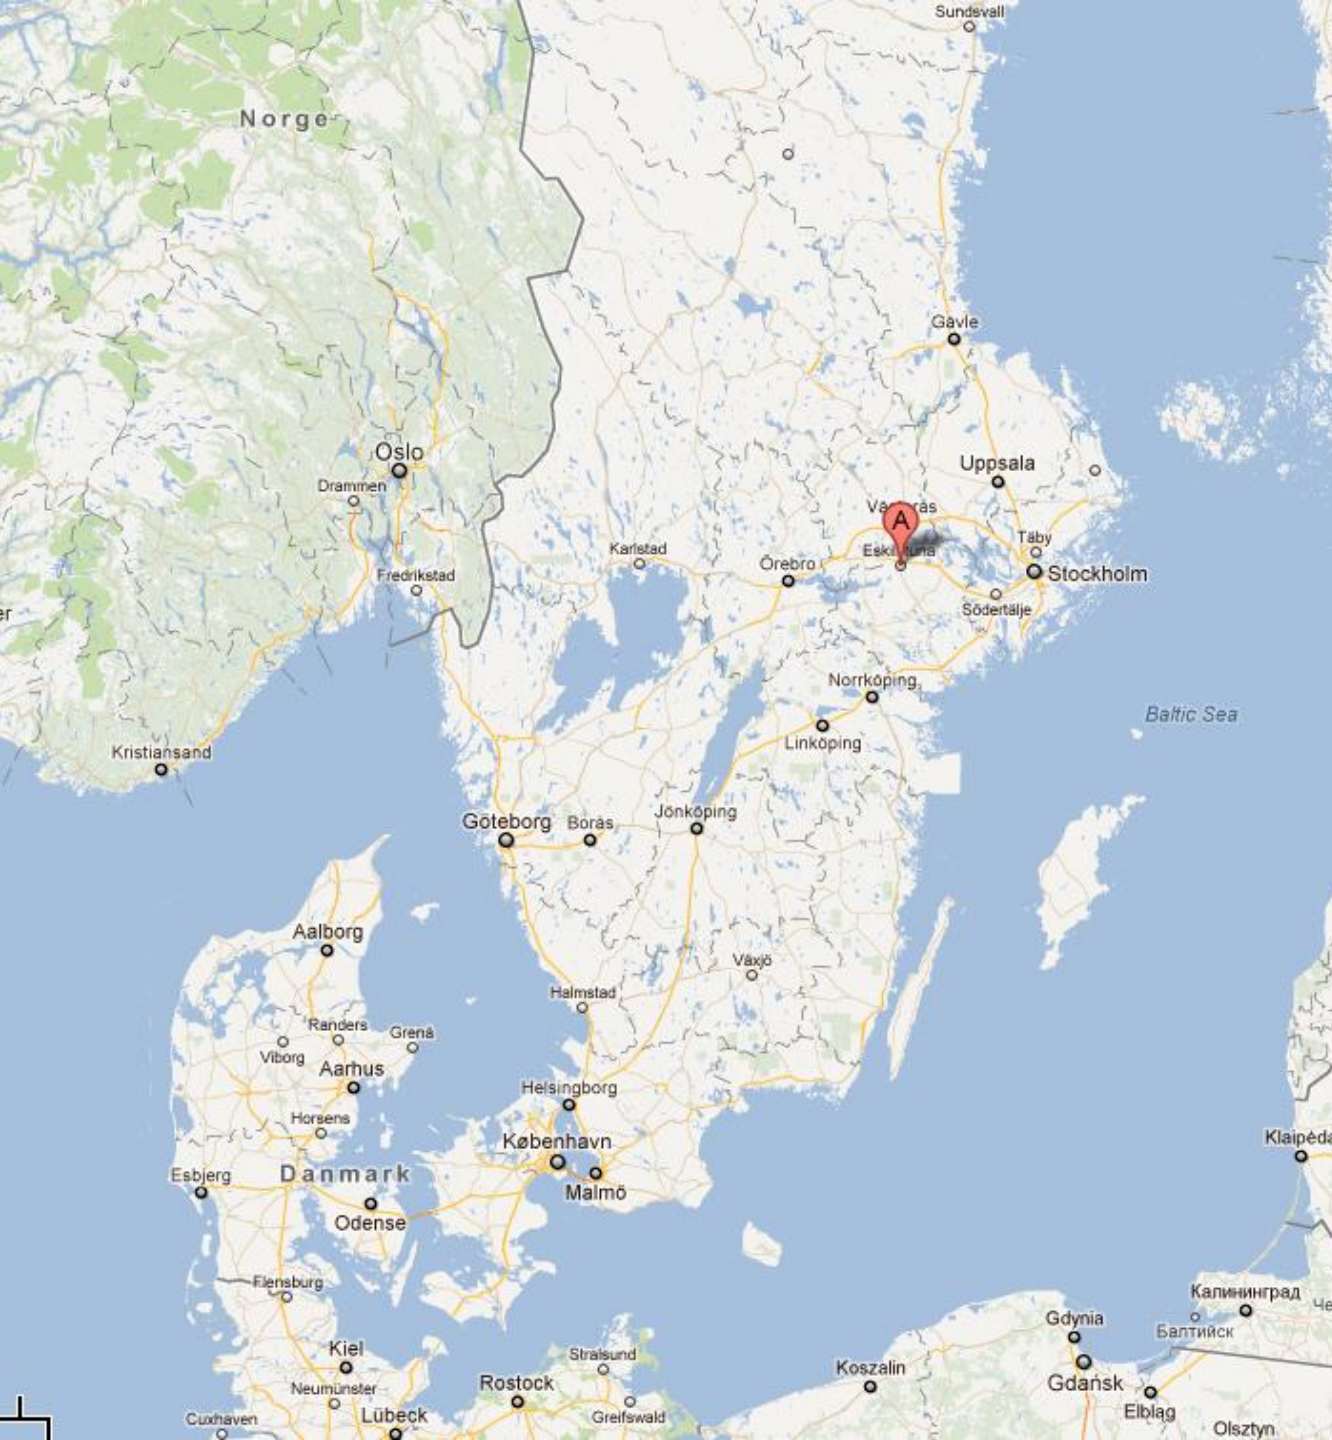 Sundsvall
Norge
Gävle
Oslo
Uppsala
Drammen
A
Täby
Karlstad
Örebro
Stockholm
Fredrikstad
Södertälje
er
Norrköping
Baltic Sea
Linköping
Kristiansand
Jönköping
Göteborg
Borås
Aalborg
Växjö
Halmstad
Randers
Grenå
Viborg
Aarhus
Helsingborg
Horsens
København
Klaipėda
Danmark
Esbjerg
Malmö
Odense
Flensburg
Калининград
Че
Gdynia
Балтийск
Kiel
Stralsund
Koszalin
Gdańsk
Rostock
Neumünster
Elbląg
Lübeck
Greifswald
Cuxhaven
Olsztyn